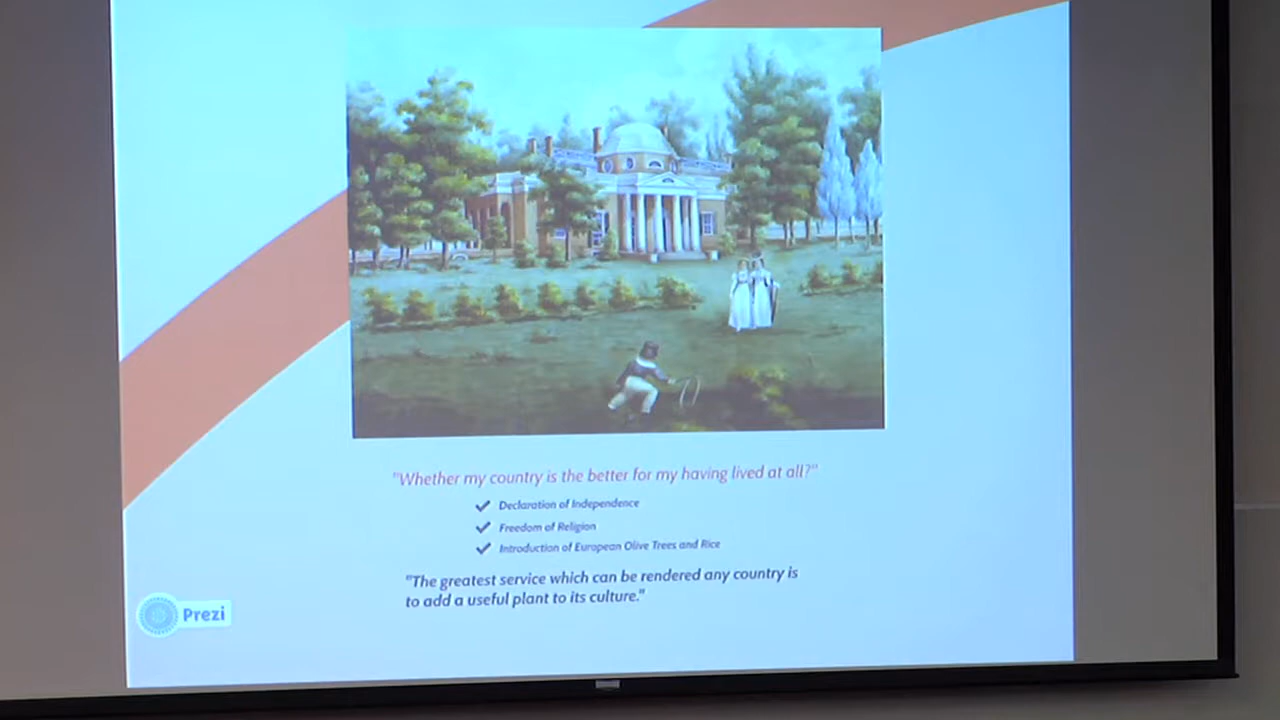 "Whether my country is the better for my having lived at all?"
Declaration of Independence
Freedom of Religion
Introduction of European Olive Trees and Rice
"The greatest service which can be rendered any country is
to add a useful plant to its culture."
Prezi